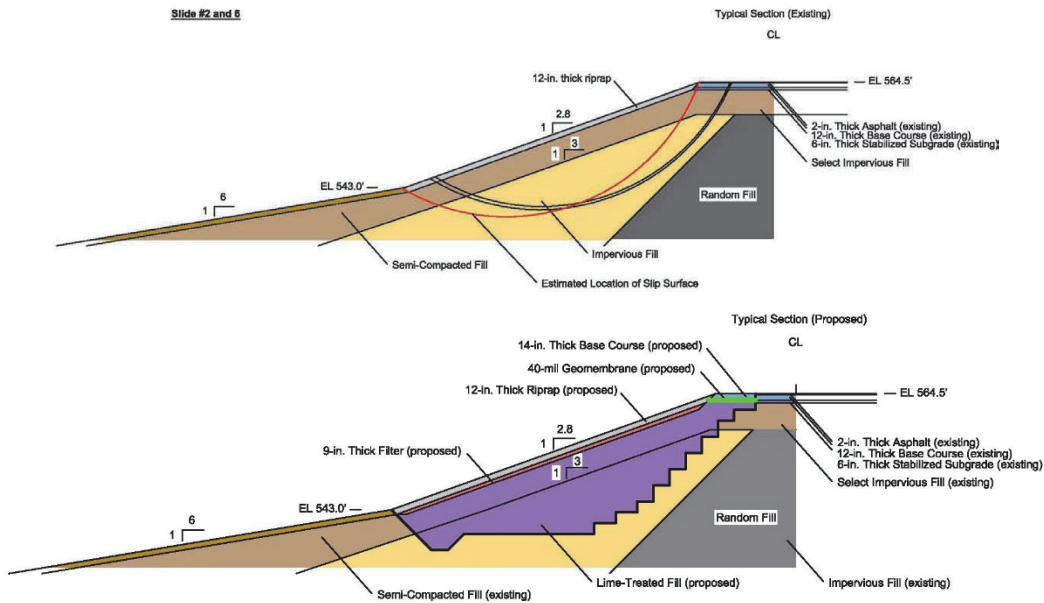 Slide #2 and 6
Typical Section (Existing)
CL
12-in. thick riprap
EL 564.5'
2.8
1
2-in. Thick Asphalt (existing)
12-in. Thick Base Course (existing)
6-in. Thick Stabilized Subgrade (existing)
3
1
Select Impervious Fill
EL 543.0'
6
1
Random Fill
Impervious Fill
Semi-Compacted Fill
Estimated Location of Slip Surface
Typical Section (Proposed)
14-in. Thick Base Course (proposed)
CL
40-mil Geomembrane (proposed)
12-in. Thick Riprap (proposed)
EL 564.5'
2.8
1
9-in. Thick Filter (proposed)
2-in. Thick Asphalt (existing)
12-in. Thick Base Course (existing)
6-in. Thick Stabilized Subgrade (existing)
3
1
Select Impervious Fill (existing)
EL 543.0'
6
1
Random Fill
Lime-Treated Fill (proposed)
Impervious Fill (existing)
Semi-Compacted Fill (existing)